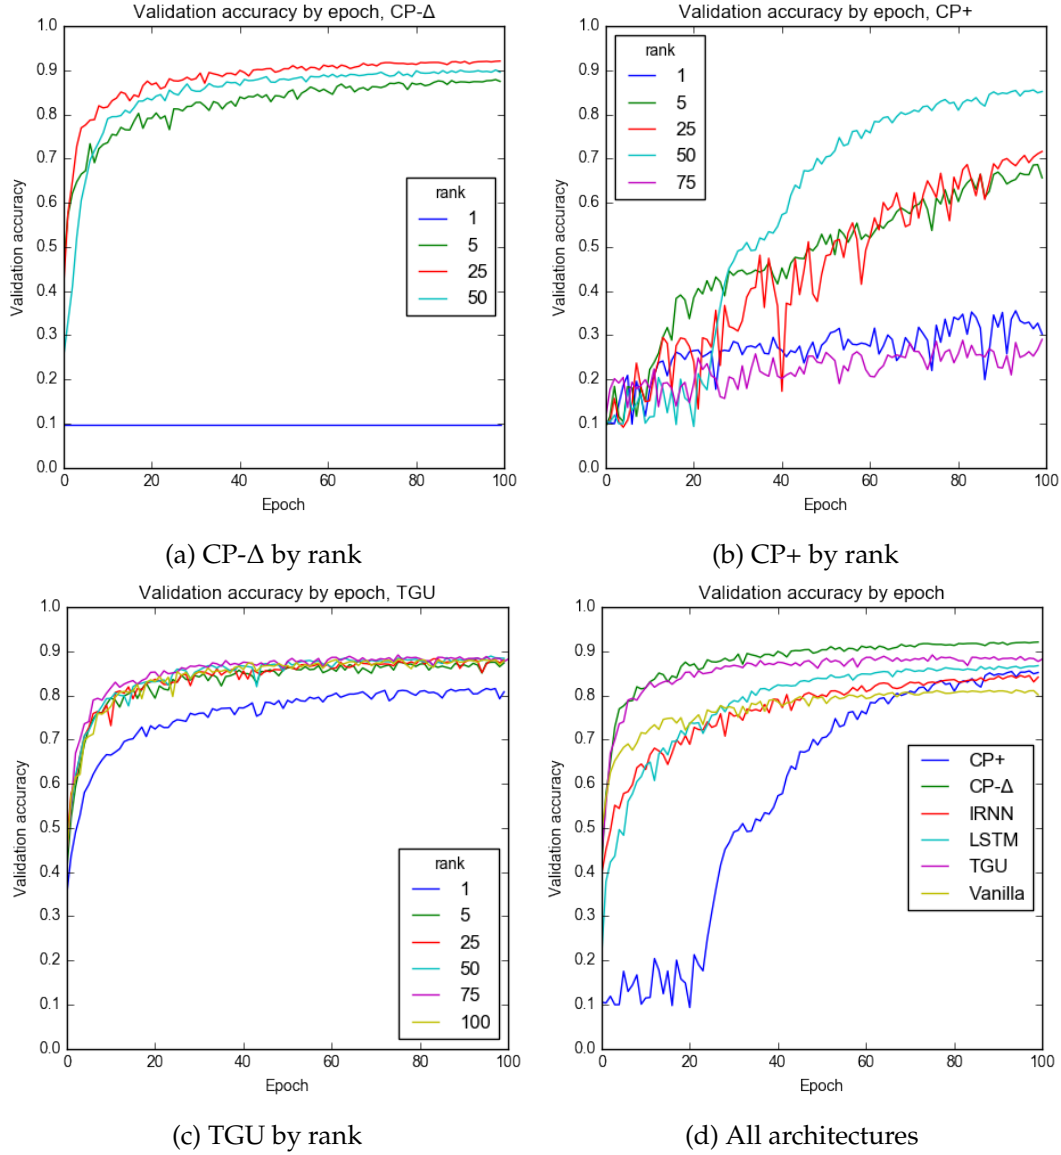 Validation accuracy by epoch, CP-Δ
1.0
0.9
0.8
0.7
0.6
0.5
0.4
0.3
0.2
0.1
0.0
Validation accuracy
rank
1
5
25
50
0 20 40 60 80 100
Epoch
(a) CP-Δ by rank
Validation accuracy by epoch, CP+
1.0
0.9
0.8
0.7
0.6
0.5
0.4
0.3
0.2
0.1
0.0
Validation accuracy
rank
1
5
25
50
75
0 20 40 60 80 100
Epoch
(b) CP+ by rank
Validation accuracy by epoch, TGU
1.0
0.9
0.8
0.7
0.6
0.5
0.4
0.3
0.2
0.1
0.0
Validation accuracy
rank
1
5
25
50
75
100
0 20 40 60 80 100
Epoch
(c) TGU by rank
Validation accuracy by epoch
1.0
0.9
0.8
0.7
0.6
0.5
0.4
0.3
0.2
0.1
0.0
Validation accuracy
CP+
CP-Δ
IRNN
LSTM
TGU
Vanilla
0 20 40 60 80 100
Epoch
(d) All architectures